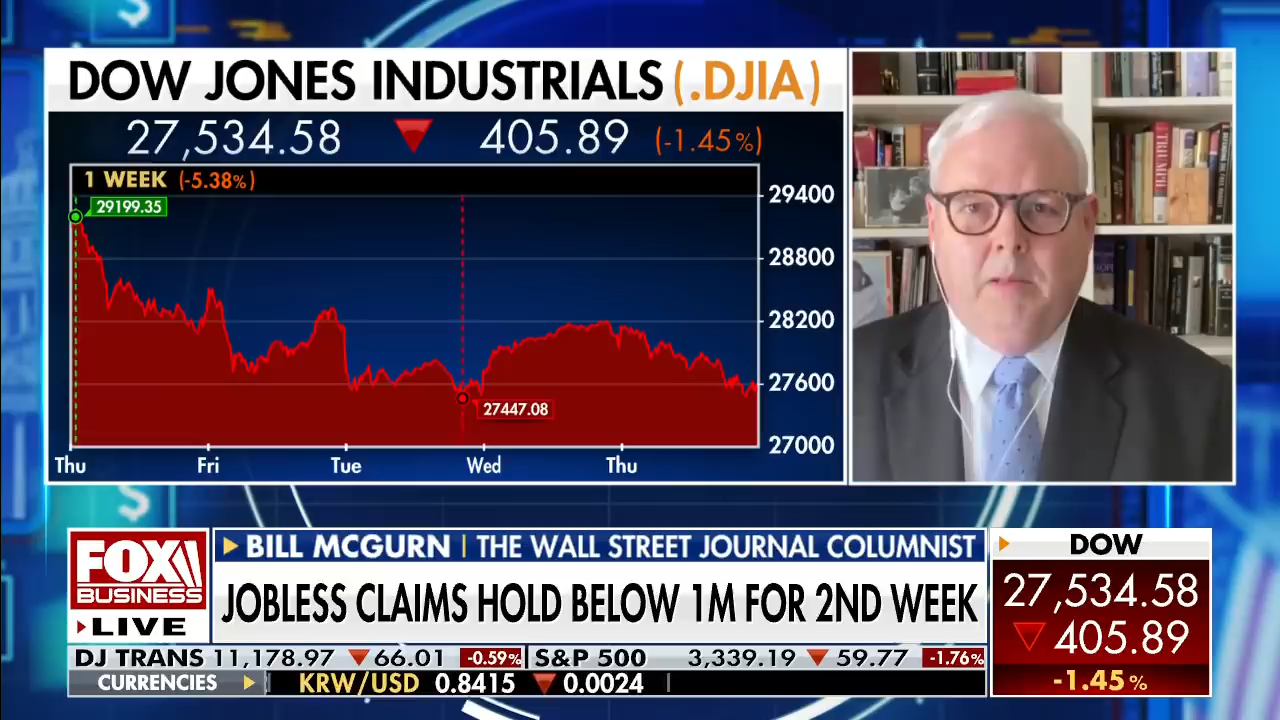 DOW JONES INDUSTRIALS (.DJIA)
27,534.58 ▼ 405.89 (-1.45%)
1 WEEK (-5.38%)
29199.35
27447.08
29400
28800
28200
27600
27000
Thu Fri Tue Wed Thu
TRIUMPH
FOX
BUSINESS
LIVE
BILL MCGURN | THE WALL STREET JOURNAL COLUMNIST
JOBLESS CLAIMS HOLD BELOW 1M FOR 2ND WEEK
DJ TRANS 11,178.97 ▼ 66.01 -0.59% S&P 500 3,339.19 ▼ 59.77 -1.76%
CURRENCIES KRW/USD 0.8415 ▼ 0.0024
DOW
27,534.58
▼ 405.89
-1.45%